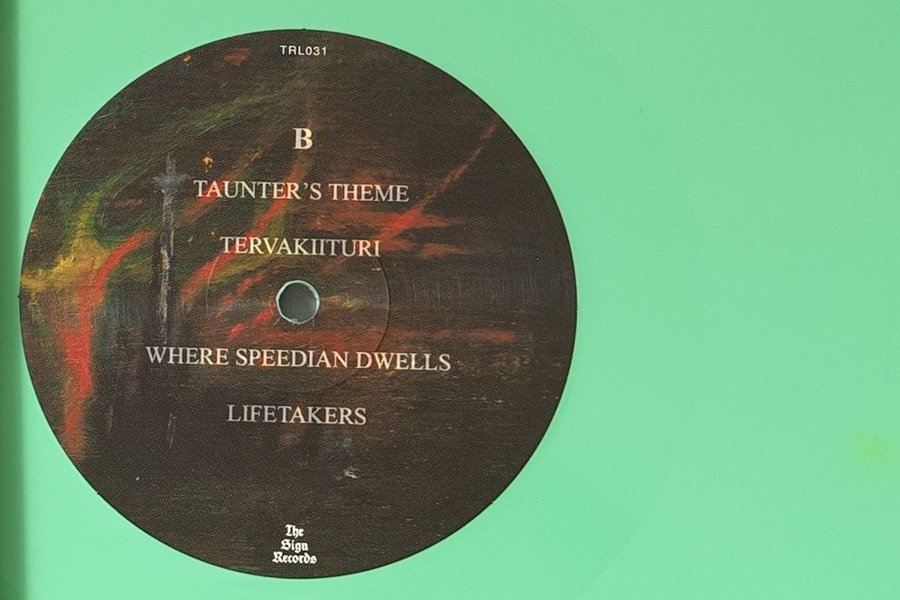 TRL031
B
TAUNTER'S THEME
TERVAKIITURI
WHERE SPEEDIAN DWELLS
LIFETAKERS
The
Sign
Records